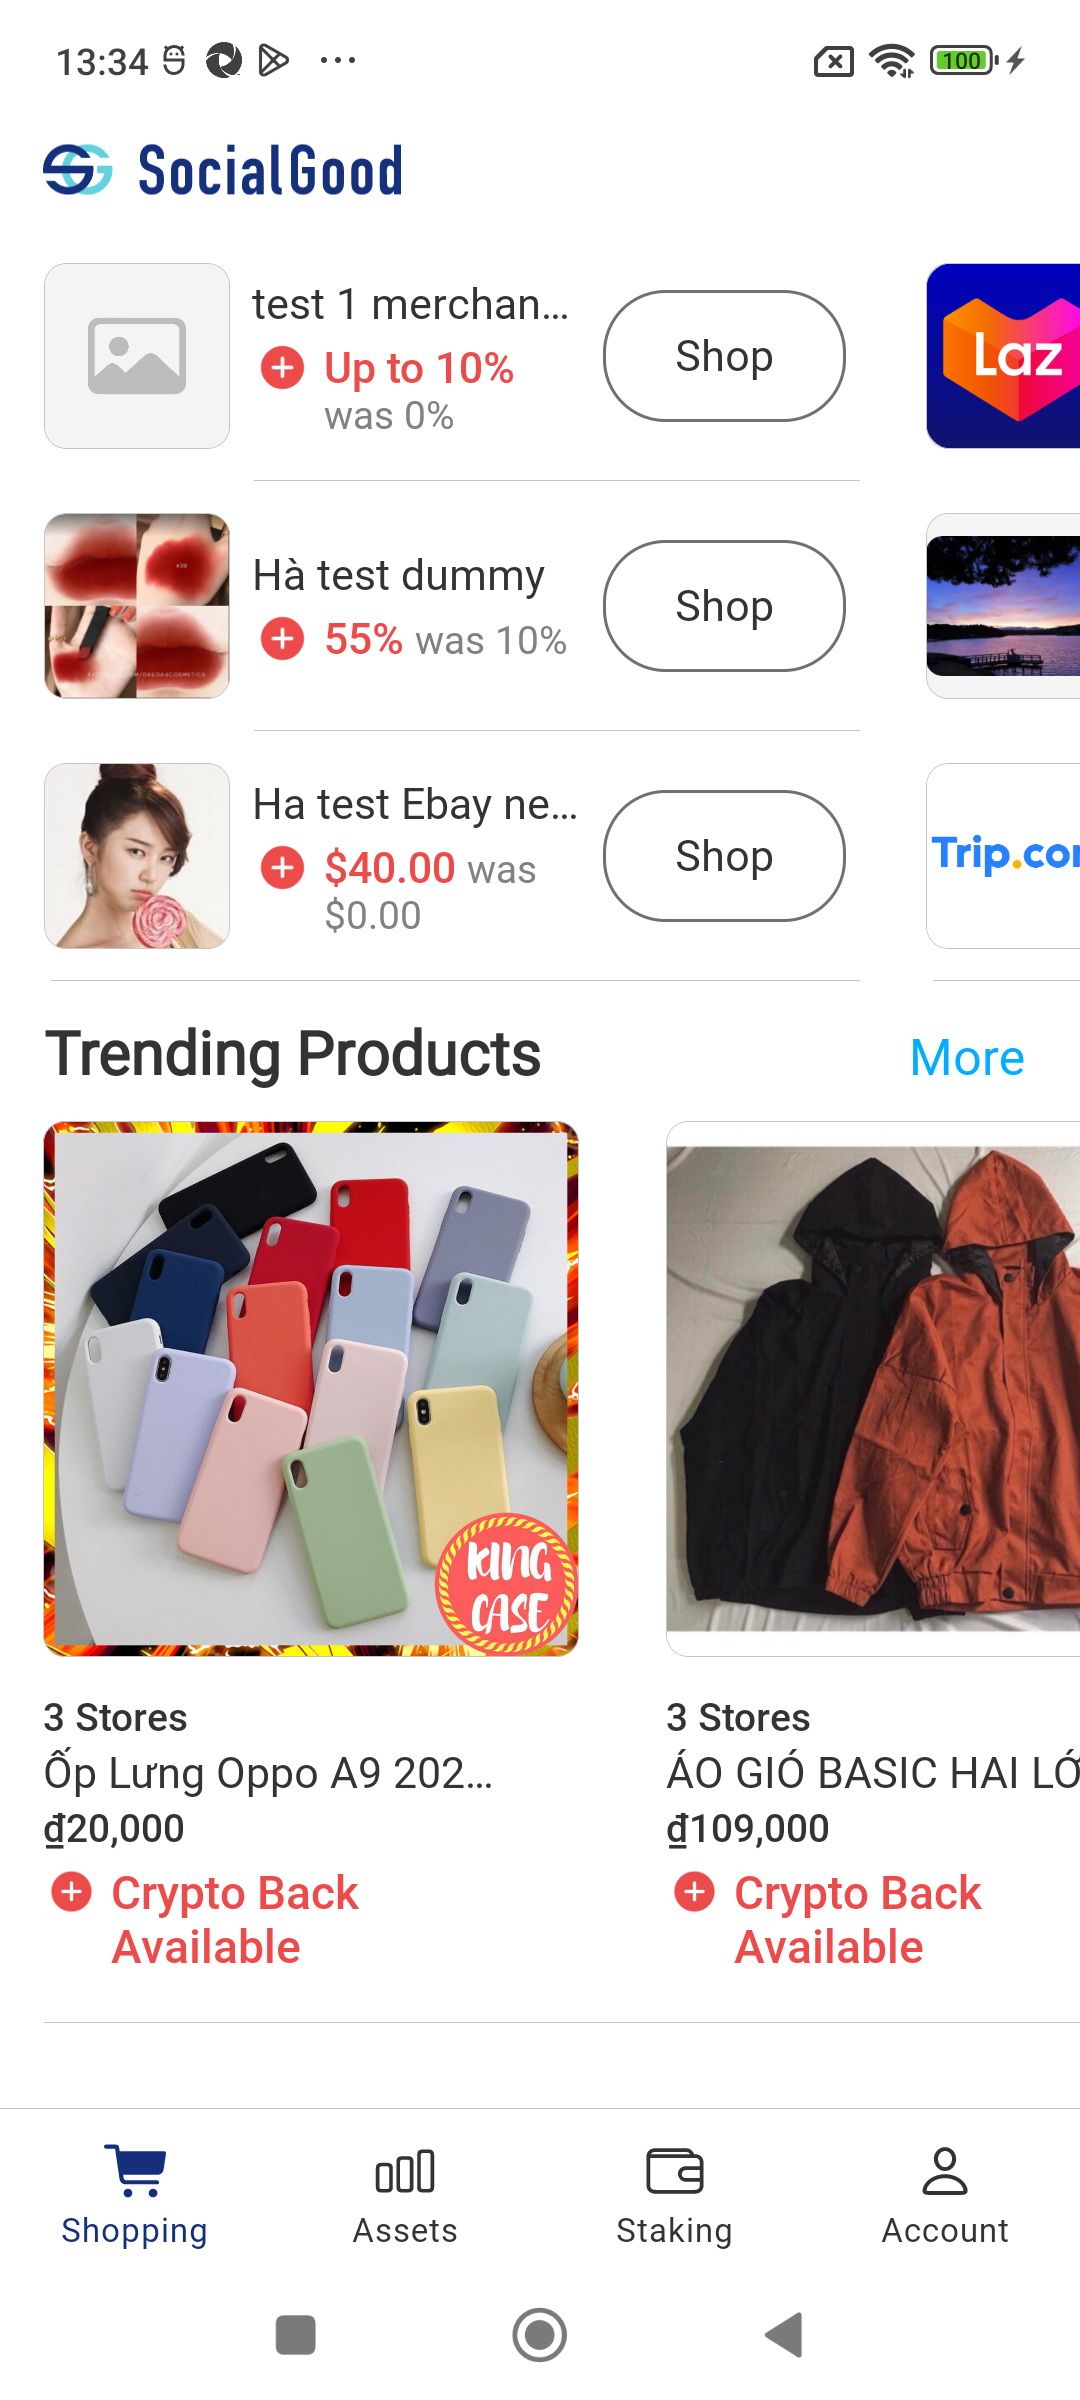 13:34
100
SocialGood
test 1 merchan...
Up to 10%
was 0%
Shop
Laz
Hà test dummy
55% was 10%
Shop
Ha test Ebay ne...
$40.00 was
$0.00
Shop
Trip.cor
Trending Products
More
KING
CASE
3 Stores
Ốp Lưng Oppo A9 202...
₫20,000
Crypto Back
Available
3 Stores
ÁO GIÓ BASIC HAI LỚ
₫109,000
Crypto Back
Available
Shopping
Assets
Staking
Account